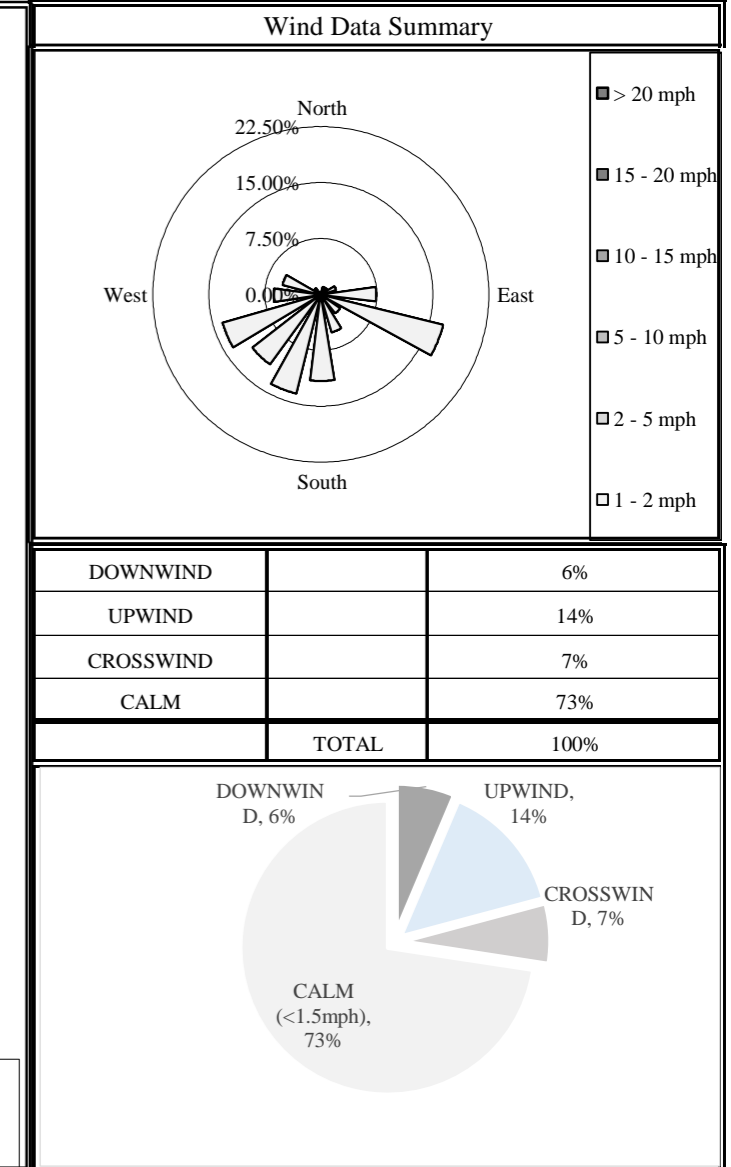 Wind Data Summary
North
22.50%
15.00%
7.50%
0.00%
West
East
South
> 20 mph
15 - 20 mph
10 - 15 mph
5 - 10 mph
2 - 5 mph
1 - 2 mph
DOWNWIND 6%
UPWIND 14%
CROSSWIND 7%
CALM 73%
TOTAL 100%
DOWNWIN
D, 6%
UPWIND,
14%
CROSSWIN
D, 7%
CALM
(<1.5mph),
73%